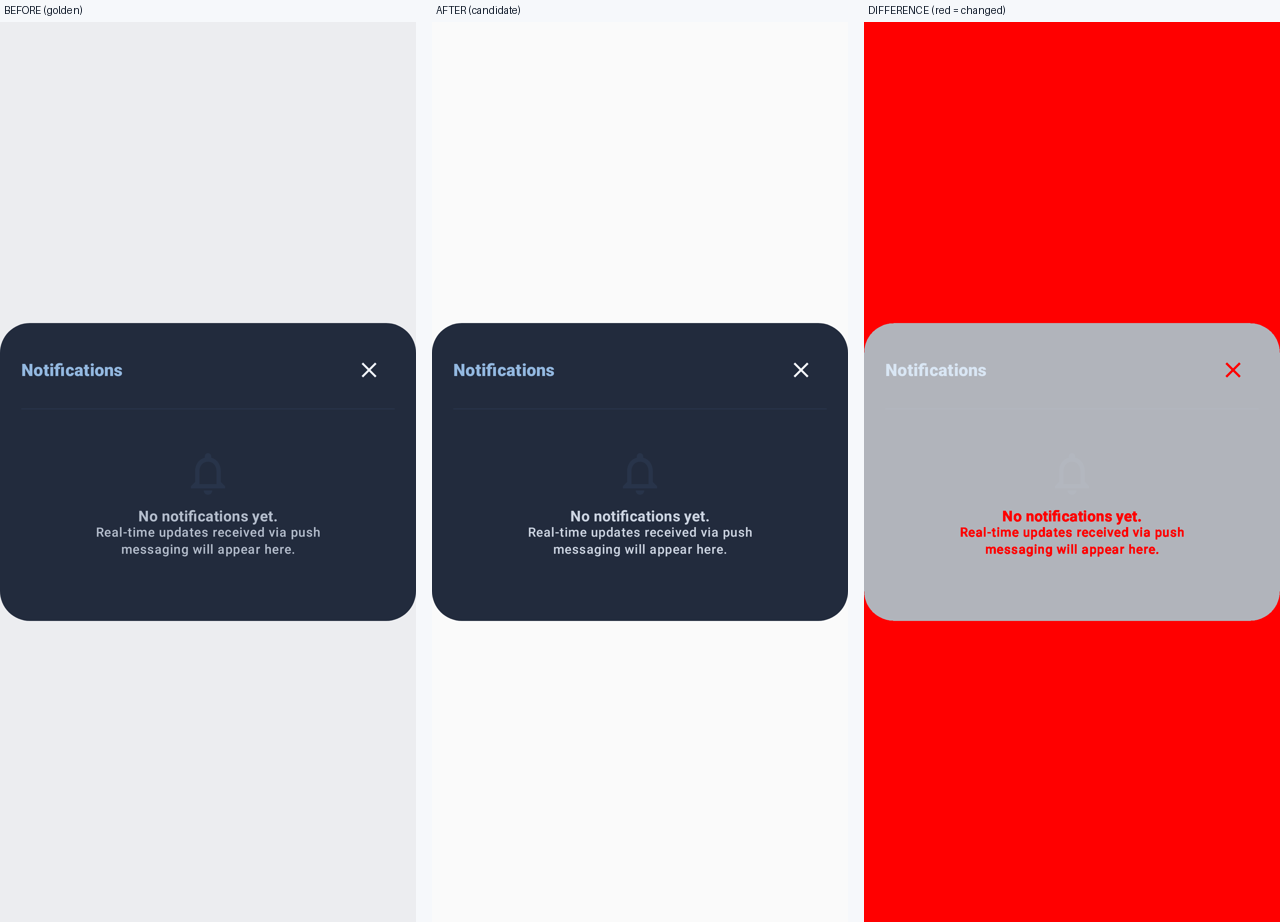 BEFORE (golden)
AFTER (candidate)
DIFFERENCE (red = changed)
Notifications
No notifications yet.
Real-time updates received via push
messaging will appear here.
Notifications
No notifications yet.
Real-time updates received via push
messaging will appear here.
Notifications
No notifications yet.
Real-time updates received via push
messaging will appear here.